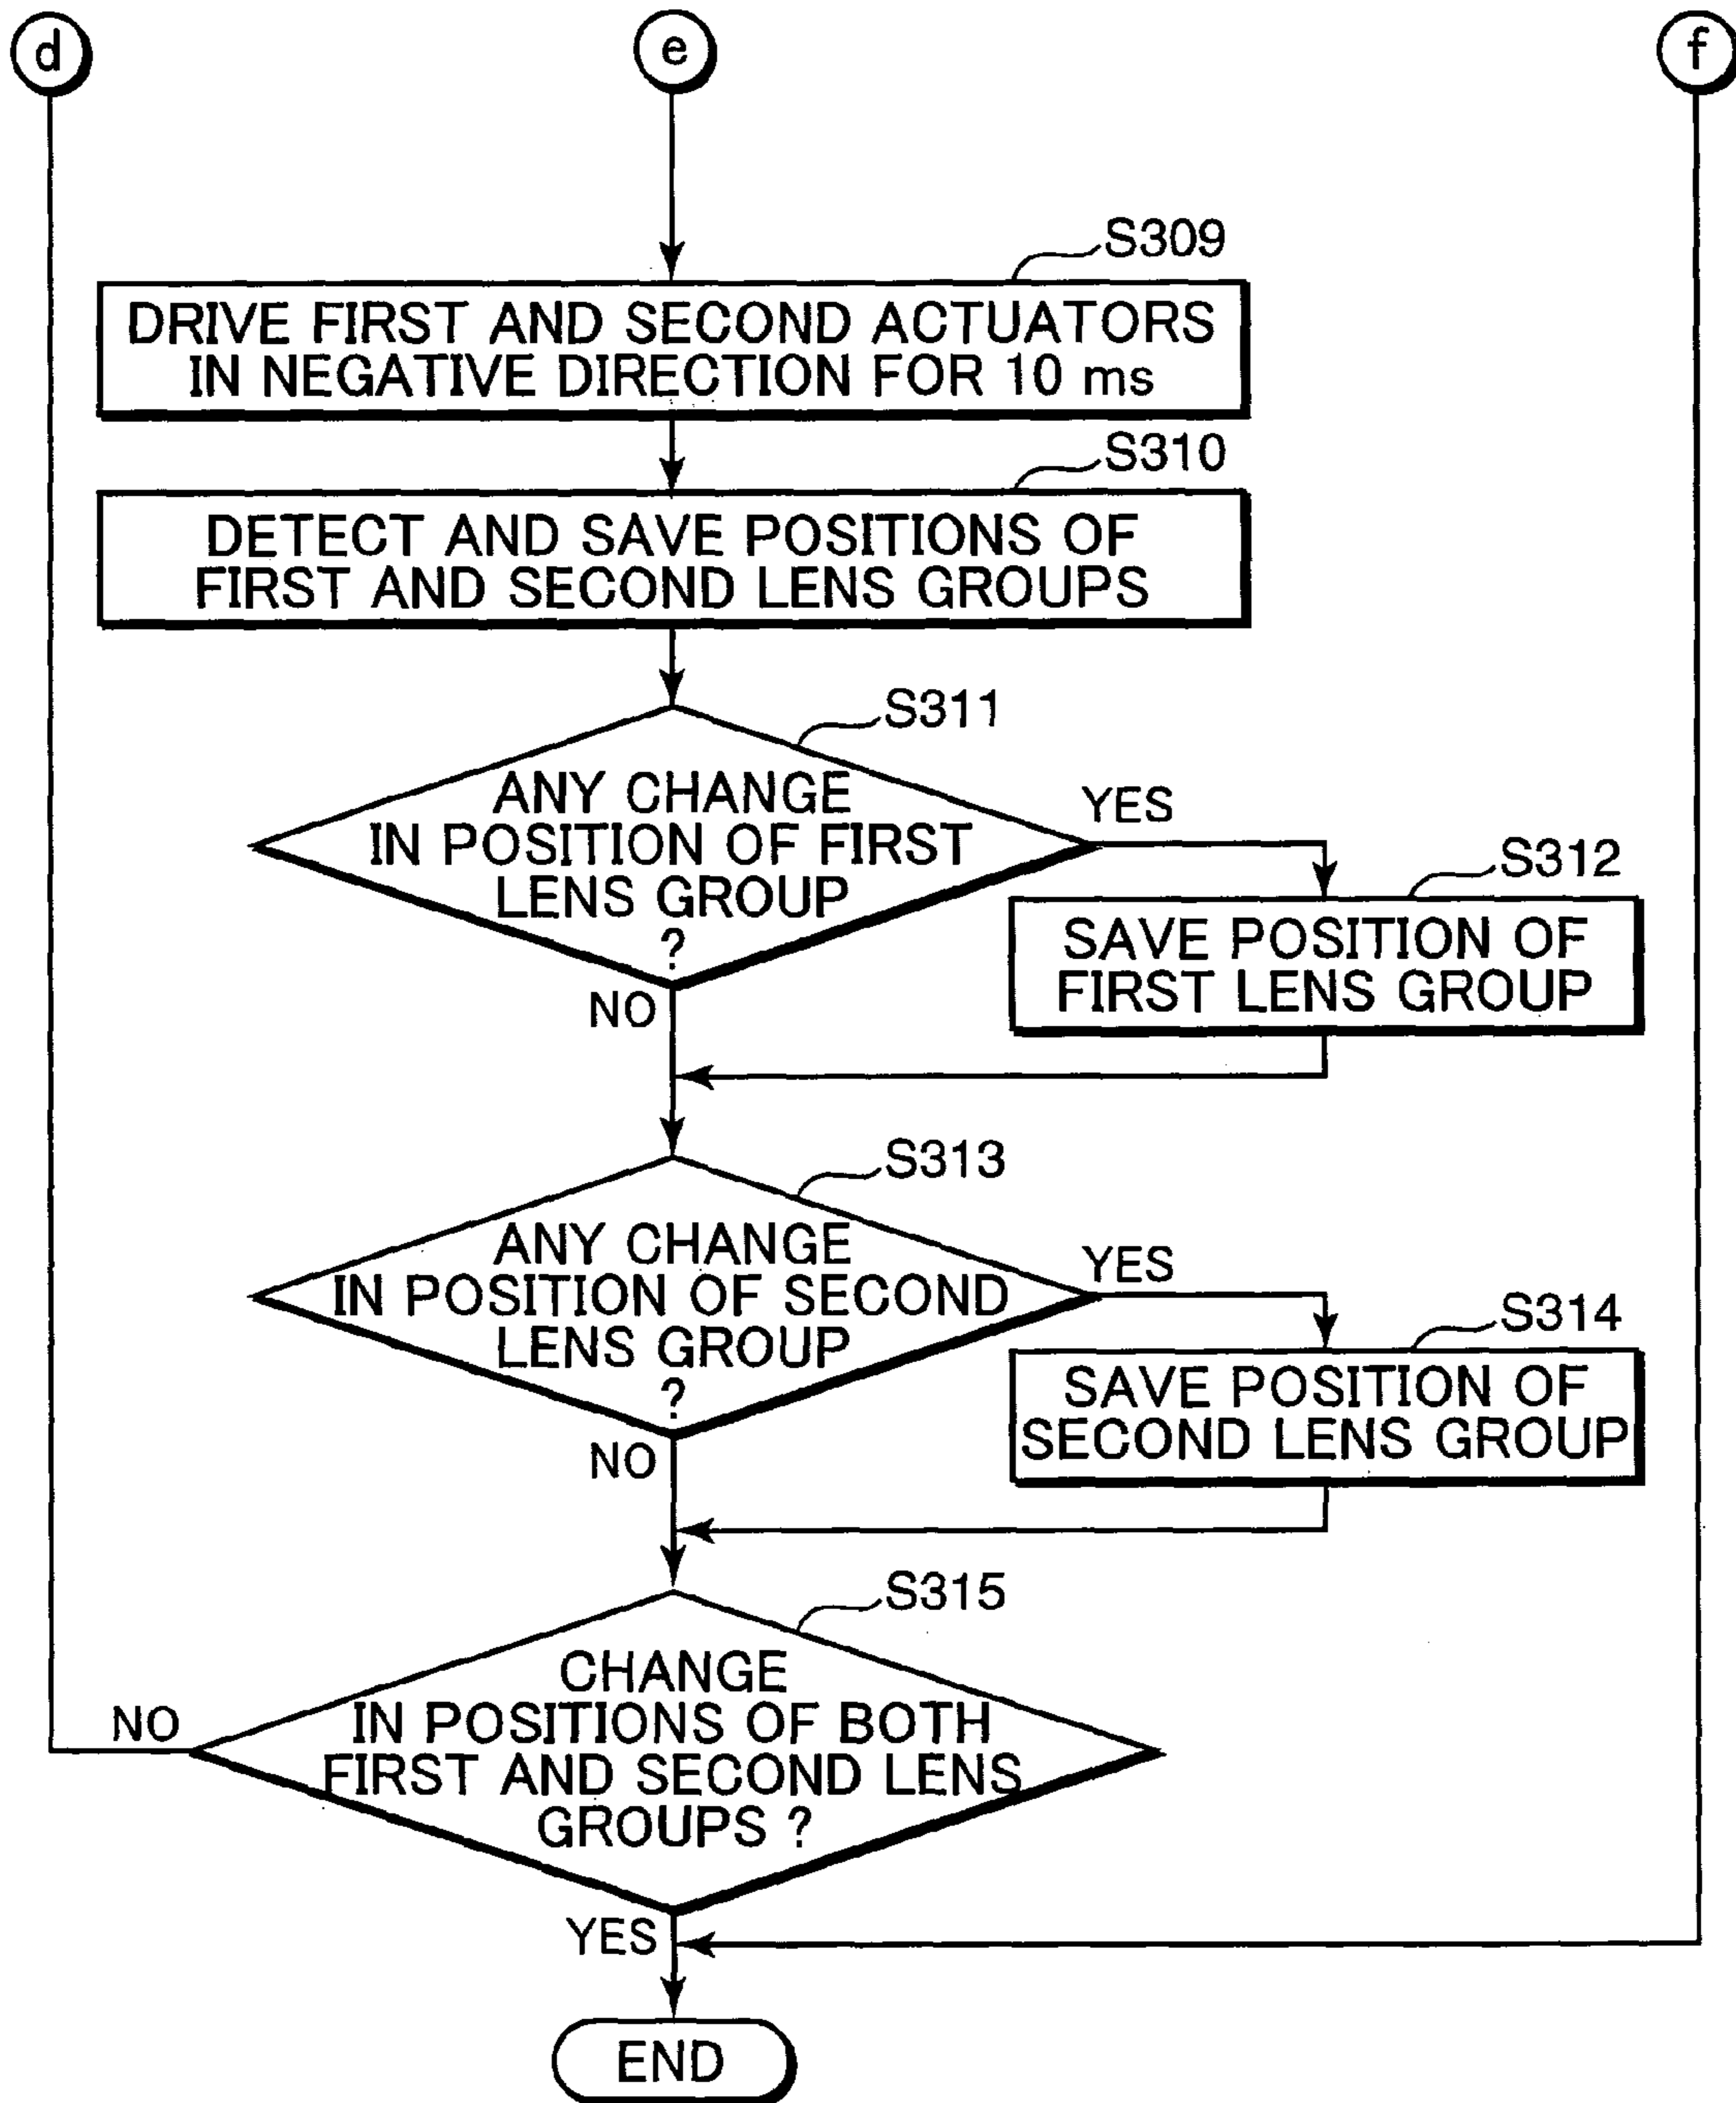 d
e
f
S309
DRIVE FIRST AND SECOND ACTUATORS
IN NEGATIVE DIRECTION FOR 10 ms
S310
DETECT AND SAVE POSITIONS OF
FIRST AND SECOND LENS GROUPS
S311
ANY CHANGE
IN POSITION OF FIRST
LENS GROUP
?
YES
NO
S312
SAVE POSITION OF
FIRST LENS GROUP
S313
ANY CHANGE
IN POSITION OF SECOND
LENS GROUP
?
YES
NO
S314
SAVE POSITION OF
SECOND LENS GROUP
S315
CHANGE
IN POSITIONS OF BOTH
FIRST AND SECOND LENS
GROUPS ?
NO
YES
END